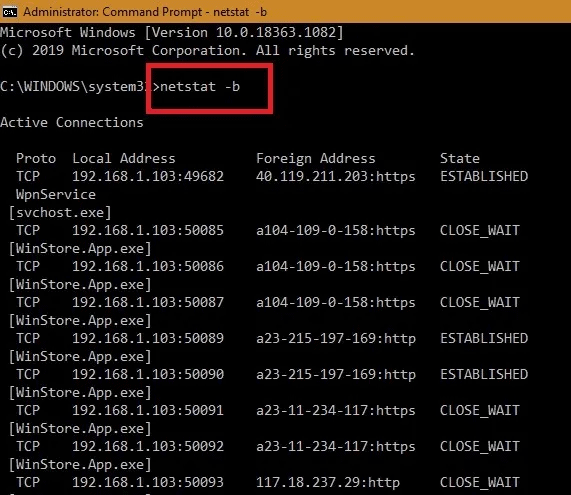 Administrator: Command Prompt - netstat -b
Microsoft Windows [Version 10.0.18363.1082]
(c) 2019 Microsoft Corporation. All rights reserved.
C:\WINDOWS\system32>netstat -b
Active Connections
Proto Local Address Foreign Address State
TCP 192.168.1.103:49682 40.119.211.203:https ESTABLISHED
WpnService
[svchost.exe]
TCP 192.168.1.103:50085 a104-109-0-158:https CLOSE_WAIT
[WinStore.App.exe]
TCP 192.168.1.103:50086 a104-109-0-158:https CLOSE_WAIT
[WinStore.App.exe]
TCP 192.168.1.103:50087 a104-109-0-158:https CLOSE_WAIT
[WinStore.App.exe]
TCP 192.168.1.103:50089 a23-215-197-169:http ESTABLISHED
[WinStore.App.exe]
TCP 192.168.1.103:50090 a23-215-197-169:http ESTABLISHED
[WinStore.App.exe]
TCP 192.168.1.103:50091 a23-11-234-117:https CLOSE_WAIT
[WinStore.App.exe]
TCP 192.168.1.103:50092 a23-11-234-117:https CLOSE_WAIT
[WinStore.App.exe]
TCP 192.168.1.103:50093 117.18.237.29:http CLOSE_WAIT